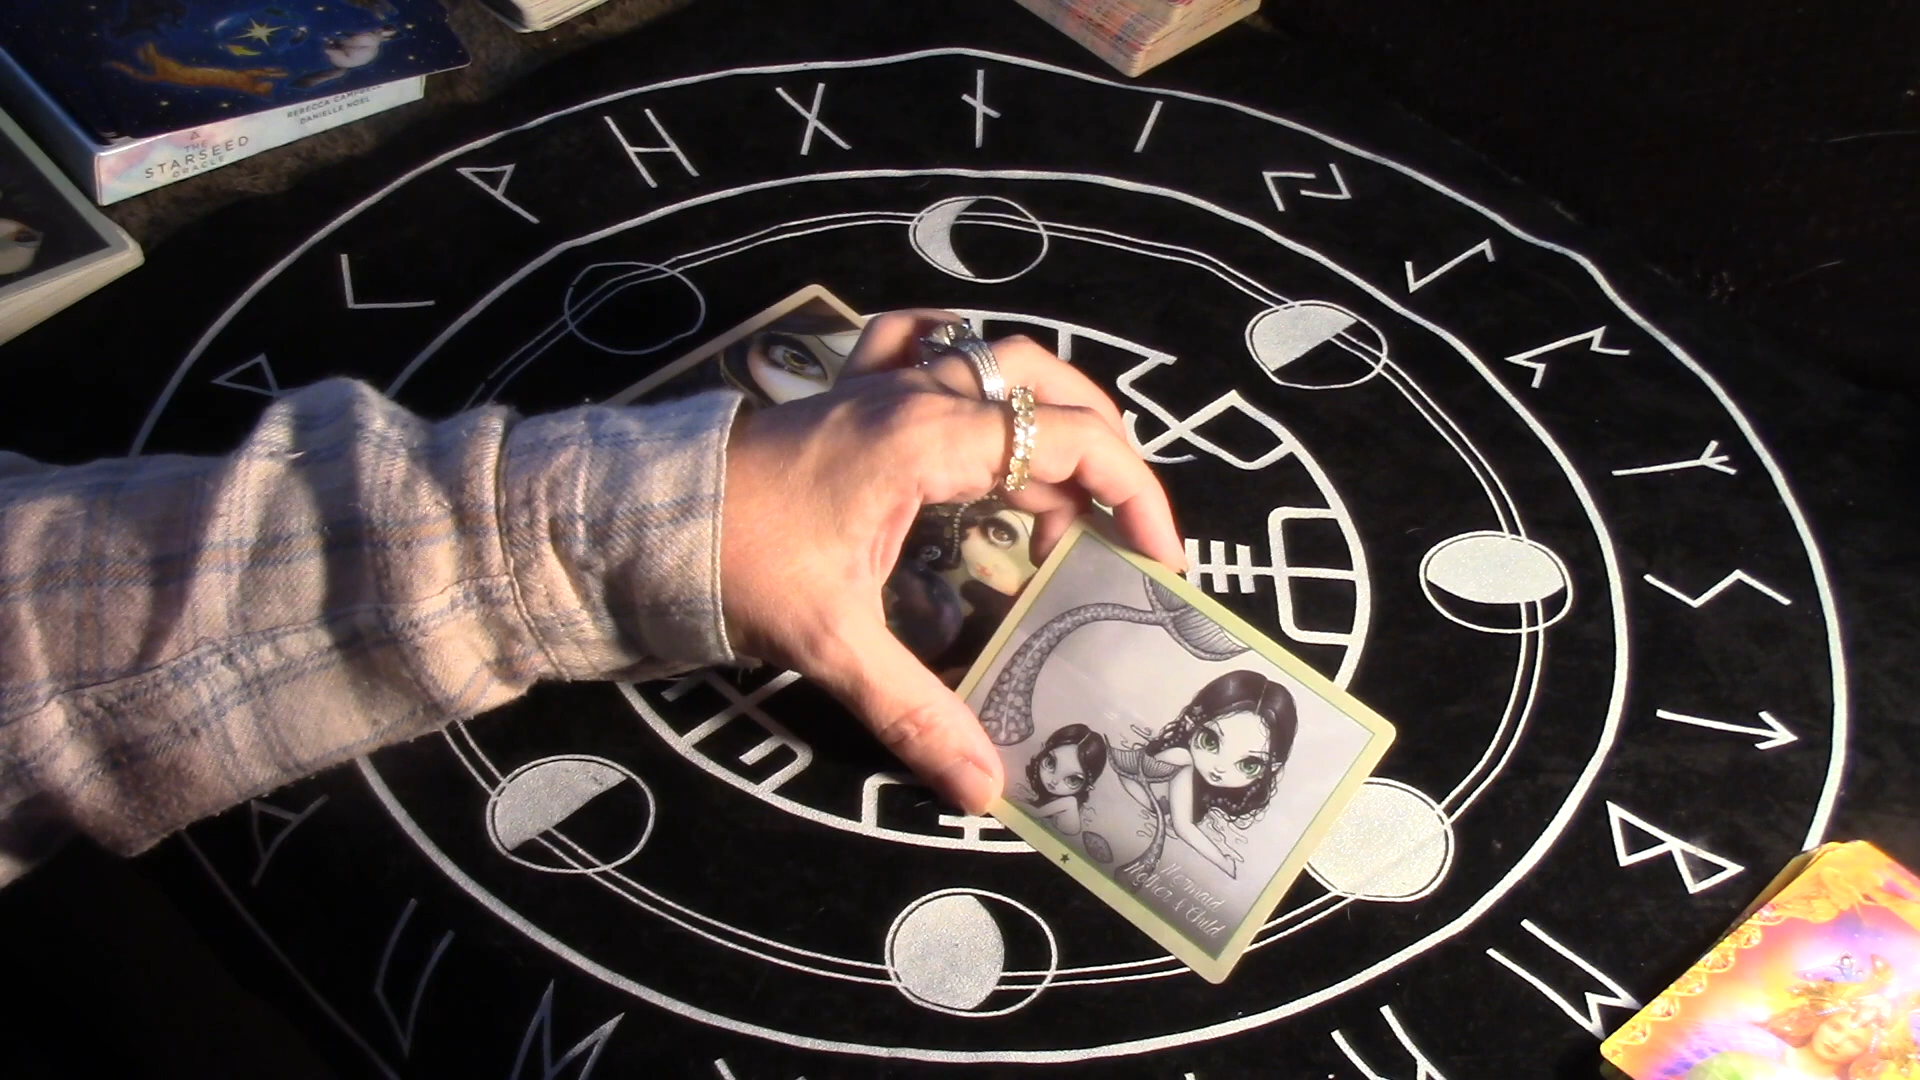 REBECCA CAMPBELL
DANIELLE NOEL
THE
STARSEED
ORACLE
Mermaid
Mother & Child